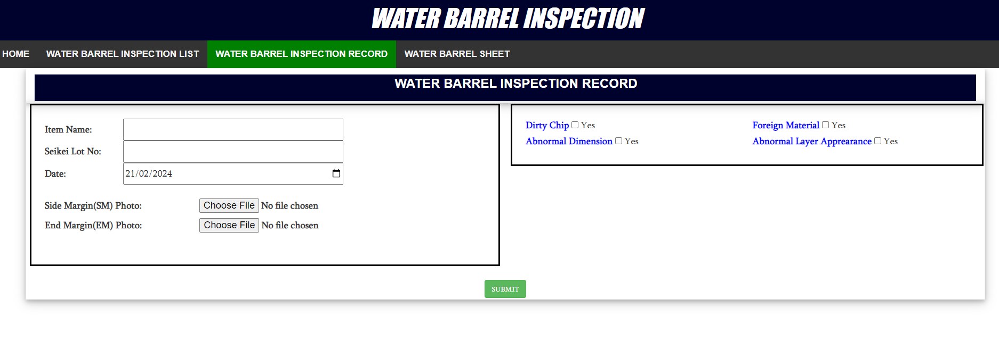 WATER BARREL INSPECTION
HOME WATER BARREL INSPECTION LIST WATER BARREL INSPECTION RECORD WATER BARREL SHEET
WATER BARREL INSPECTION RECORD
Item Name:
Seikei Lot No:
Date: 21/02/2024
Side Margin(SM) Photo: Choose File No file chosen
End Margin(EM) Photo: Choose File No file chosen
Dirty Chip Yes Foreign Material Yes
Abnormal Dimension Yes Abnormal Layer Apprearance Yes
SUBMIT